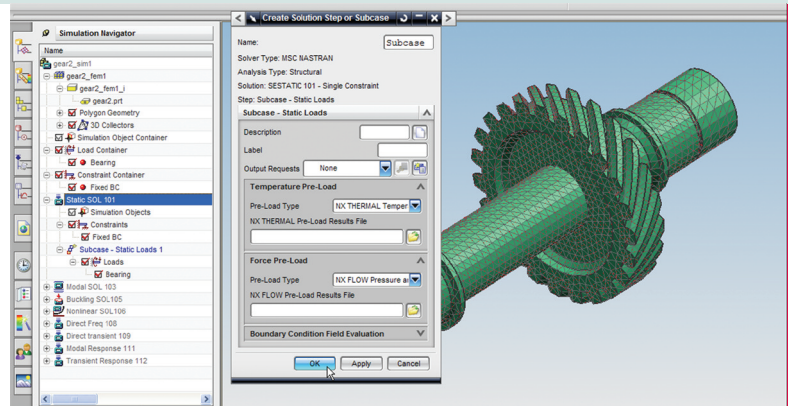 Simulation Navigator
Name
gear2_sim1
gear2_fem1
gear2_fem1_i
gear2.prt
Polygon Geometry
3D Collectors
Simulation Object Container
Load Container
Bearing
Constraint Container
Fixed BC
Static SOL 101
Simulation Objects
Constraints
Fixed BC
Subcase - Static Loads 1
Loads
Bearing
Modal SOL 103
Buckling SOL105
Nonlinear SOL106
Direct Freq 108
Direct transient 109
Modal Response 111
Transient Response 112
Create Solution Step or Subcase
Name: Subcase
Solver Type: MSC NASTRAN
Analysis Type: Structural
Solution: SESTATIC 101 - Single Constraint
Step: Subcase - Static Loads
Subcase - Static Loads
Description
Label
Output Requests None
Temperature Pre-Load
Pre-Load Type NX THERMAL Temper
NX THERMAL Pre-Load Results File
Force Pre-Load
Pre-Load Type NX FLOW Pressure ar
NX FLOW Pre-Load Results File
Boundary Condition Field Evaluation
OK Apply Cancel